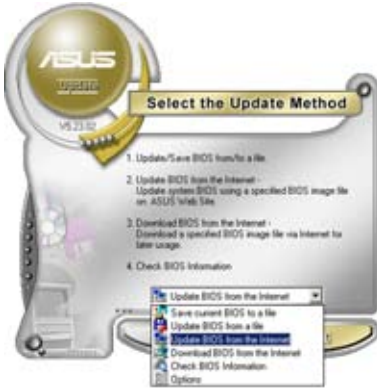 ASUS
Update
V5.23.02
Select the Update Method
1. Update/Save BIOS from/to a file.
2. Update BIOS from the Internet -
Update system BIOS using a specified BIOS image file
on ASUS Web Site.
3. Download BIOS from the Internet -
Download a specified BIOS image file via Internet for
later usage.
4. Check BIOS Information
Update BIOS from the Internet
Save current BIOS to a file
Update BIOS from a file
Update BIOS from the Internet
Download BIOS from the Internet
Check BIOS Information
Options